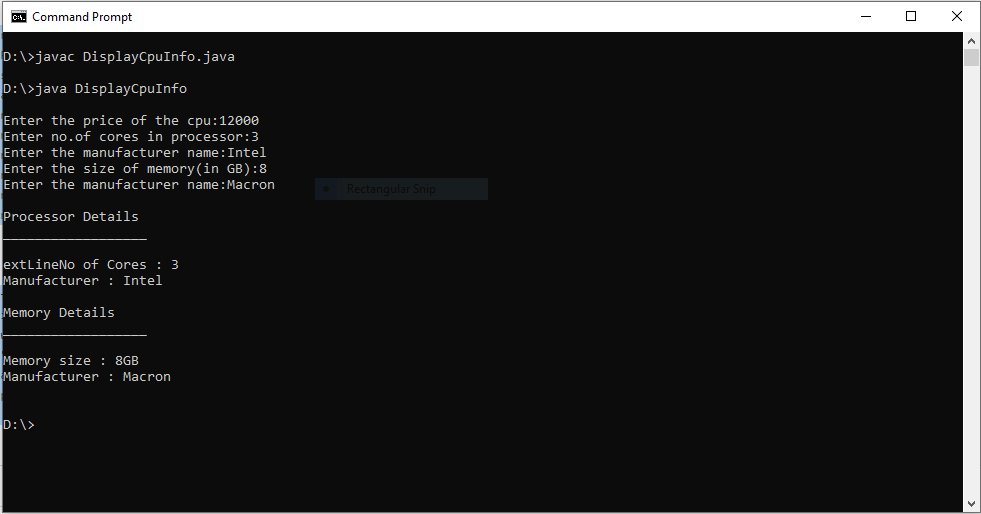 Command Prompt
D:\>javac DisplayCpuInfo.java
D:\>java DisplayCpuInfo
Enter the price of the cpu:12000
Enter no.of cores in processor:3
Enter the manufacturer name:Intel
Enter the size of memory(in GB):8
Enter the manufacturer name:Macron
Rectangular Snip
Processor Details
__________________
extLineNo of Cores : 3
Manufacturer : Intel
Memory Details
__________________
Memory size : 8GB
Manufacturer : Macron
D:\>